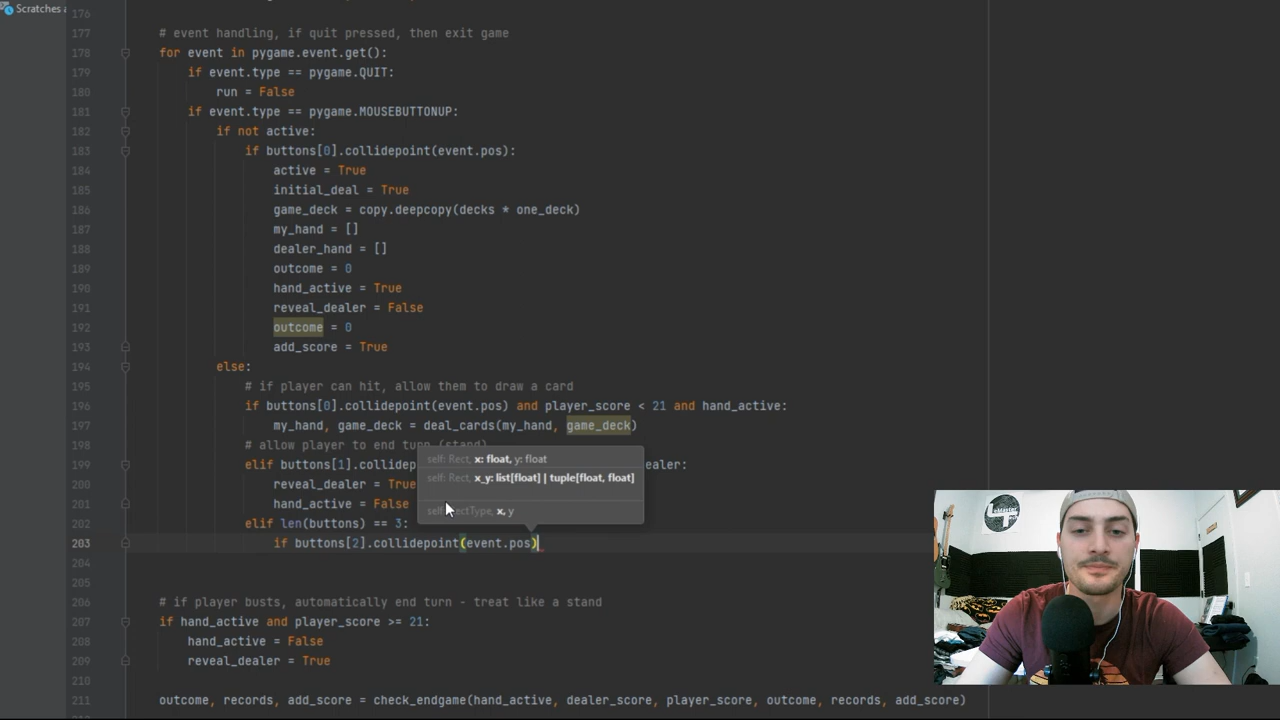 Scratches a
176
177 # event handling, if quit pressed, then exit game
178 for event in pygame.event.get():
179 if event.type == pygame.QUIT:
180 run = False
181 if event.type == pygame.MOUSEBUTTONUP:
182 if not active:
183 if buttons[0].collidepoint(event.pos):
184 active = True
185 initial_deal = True
186 game_deck = copy.deepcopy(decks * one_deck)
187 my_hand = []
188 dealer_hand = []
189 outcome = 0
190 hand_active = True
191 reveal_dealer = False
192 outcome = 0
193 add_score = True
194 else:
195 # if player can hit, allow them to draw a card
196 if buttons[0].collidepoint(event.pos) and player_score < 21 and hand_active:
197 my_hand, game_deck = deal_cards(my_hand, game_deck)
198 # allow player to end turn (stand)
self: Rect, x: float, y: float
199 elif buttons[1].collidep ealer:
self: Rect, x_y: list[float] | tuple[float, float]
200 reveal_dealer = True
201 hand_active = False
x, y
202 elif len(buttons) == 3:
203 if buttons[2].collidepoint(event.pos)
204
205
206 # if player busts, automatically end turn - treat like a stand
207 if hand_active and player_score >= 21:
208 hand_active = False
209 reveal_dealer = True
210
211 outcome, records, add_score = check_endgame(hand_active, dealer_score, player_score, outcome, records, add_score)